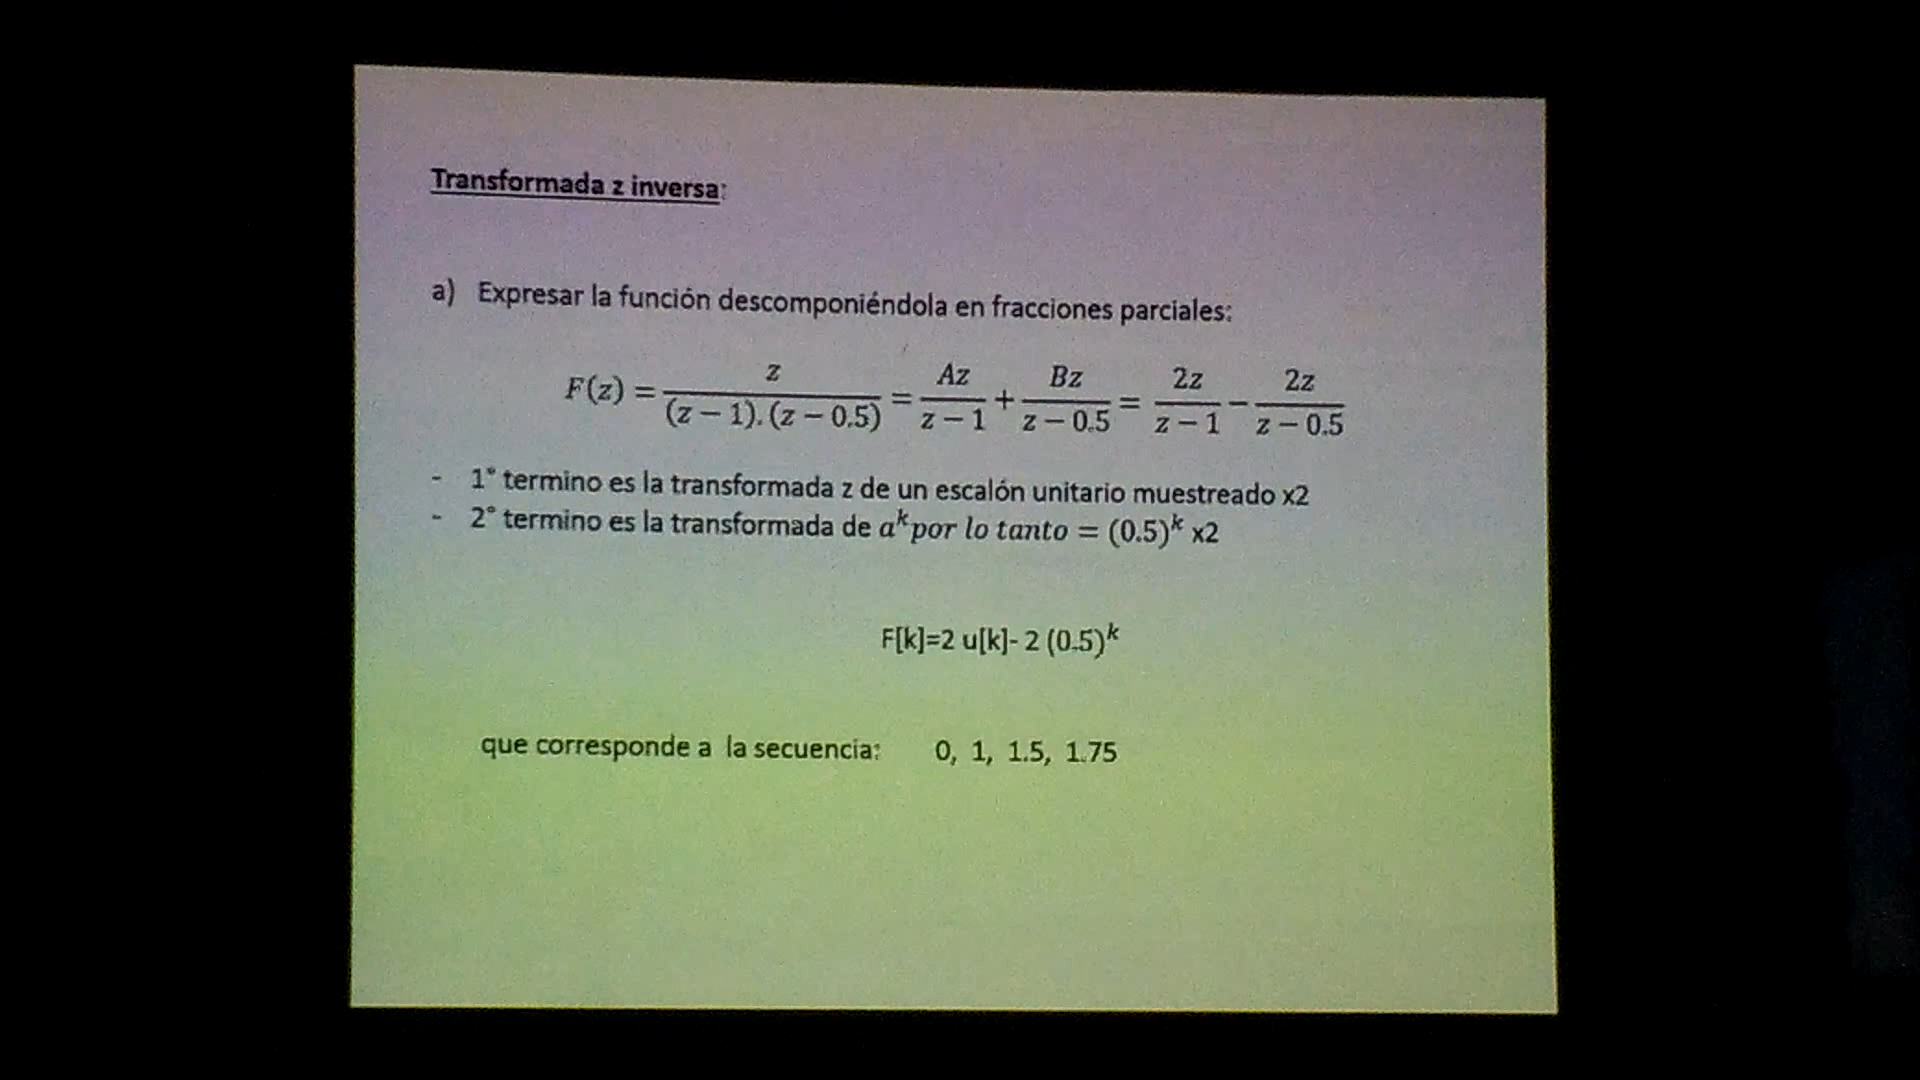 Transformada z inversa:
a) Expresar la función descomponiéndola en fracciones parciales:
F(z) = z / (z − 1).(z − 0.5) = Az / z − 1 + Bz / z − 0.5 = 2z / z − 1 − 2z / z − 0.5
- 1° termino es la transformada z de un escalón unitario muestreado x2
- 2° termino es la transformada de a^k por lo tanto = (0.5)^k x2
F[k]=2 u[k]- 2 (0.5)^k
que corresponde a la secuencia: 0, 1, 1.5, 1.75